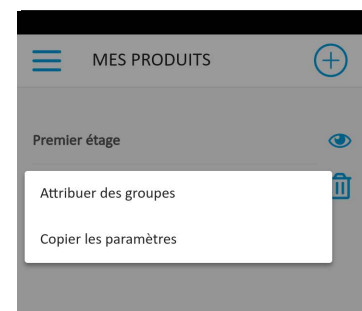 MES PRODUITS
Premier étage
Attribuer des groupes
Copier les paramètres